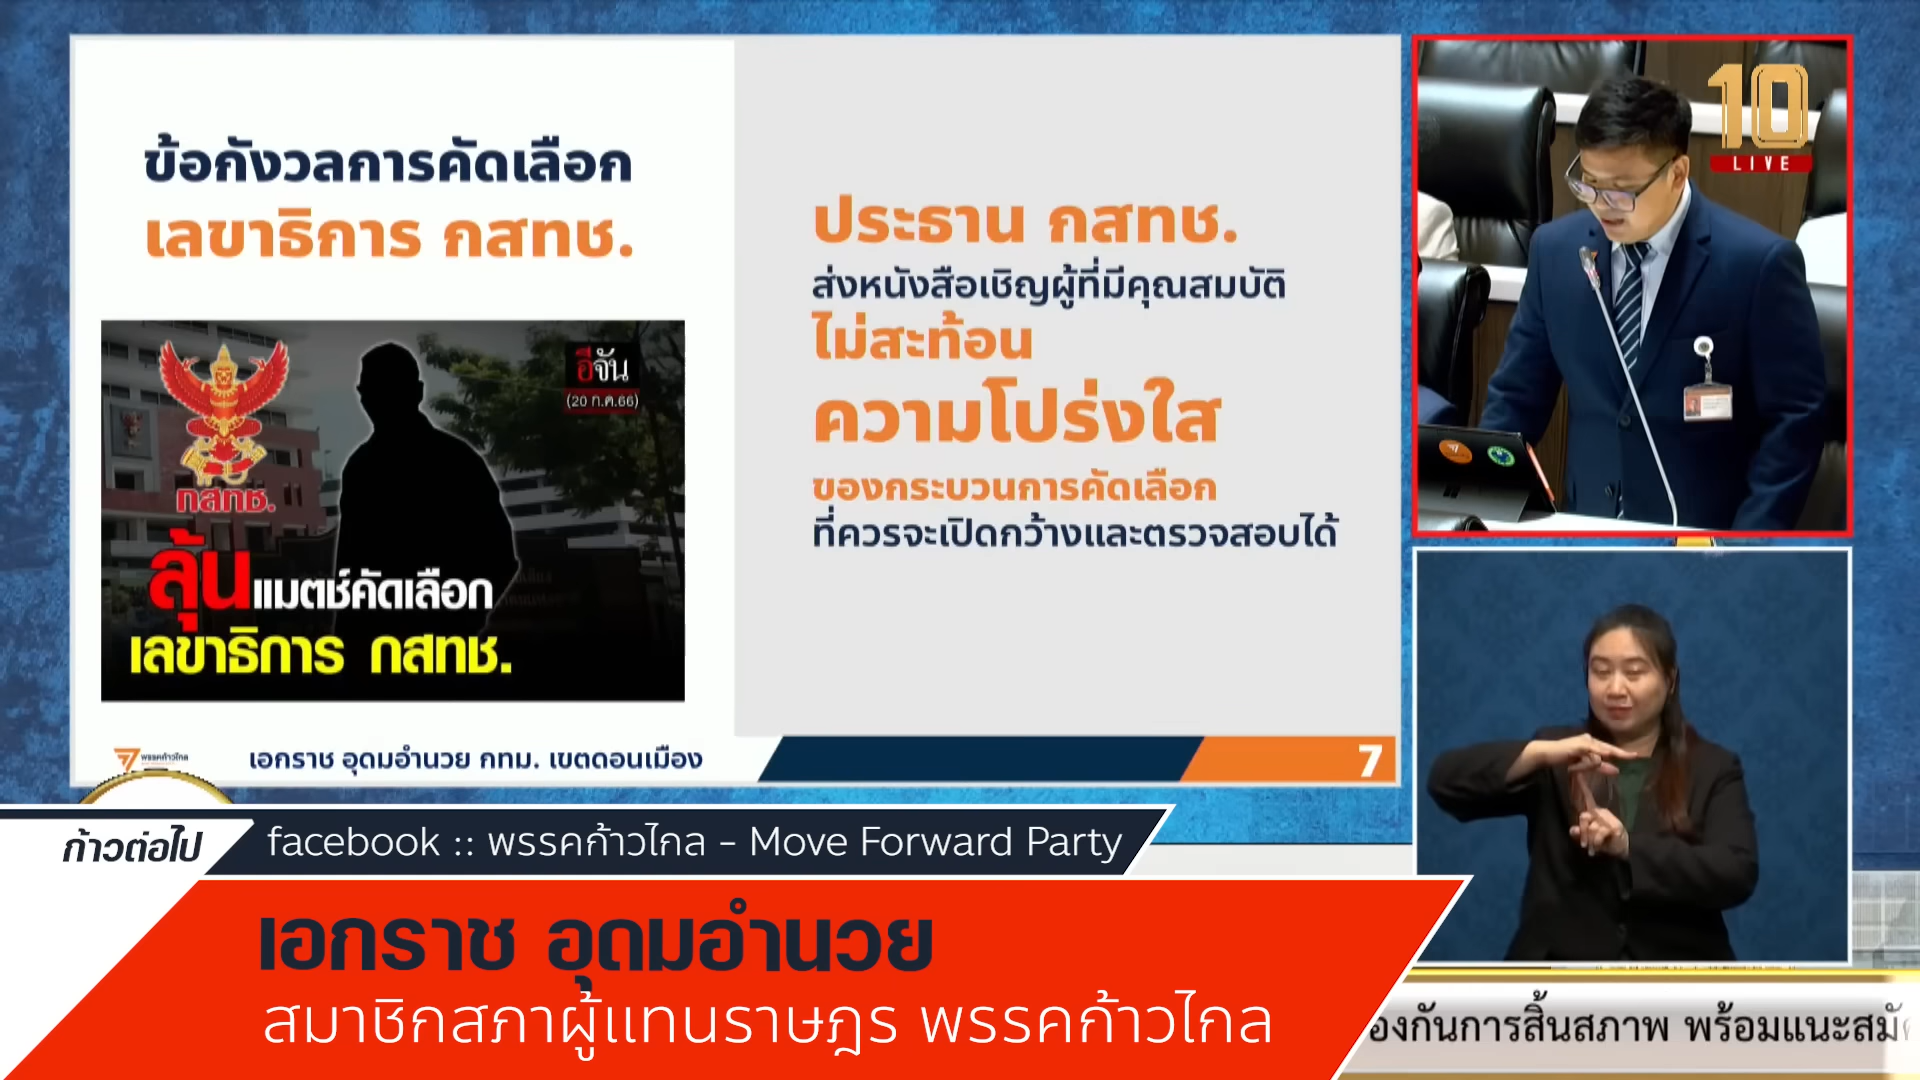 ข้อกังวลการคัดเลือก
เลขาธิการ กสทช.
กสทช.
อีจัน
(20 ก.ค.66)
ลุ้นแมตช์คัดเลือก
เลขาธิการ กสทช.
ประธาน กสทช.
ส่งหนังสือเชิญผู้ที่มีคุณสมบัติ
ไม่สะท้อน
ความโปร่งใส
ของกระบวนการคัดเลือก
ที่ควรจะเปิดกว้างและตรวจสอบได้
พรรคก้าวไกล
เอกราช อุดมอำนวย กทม. เขตดอนเมือง
7
10
LIVE
ก้าวต่อไป
facebook :: พรรคก้าวไกล - Move Forward Party
เอกราช อุดมอำนวย
สมาชิกสภาผู้แทนราษฎร พรรคก้าวไกล
องกันการสิ้นสภาพ พร้อมแนะสมั